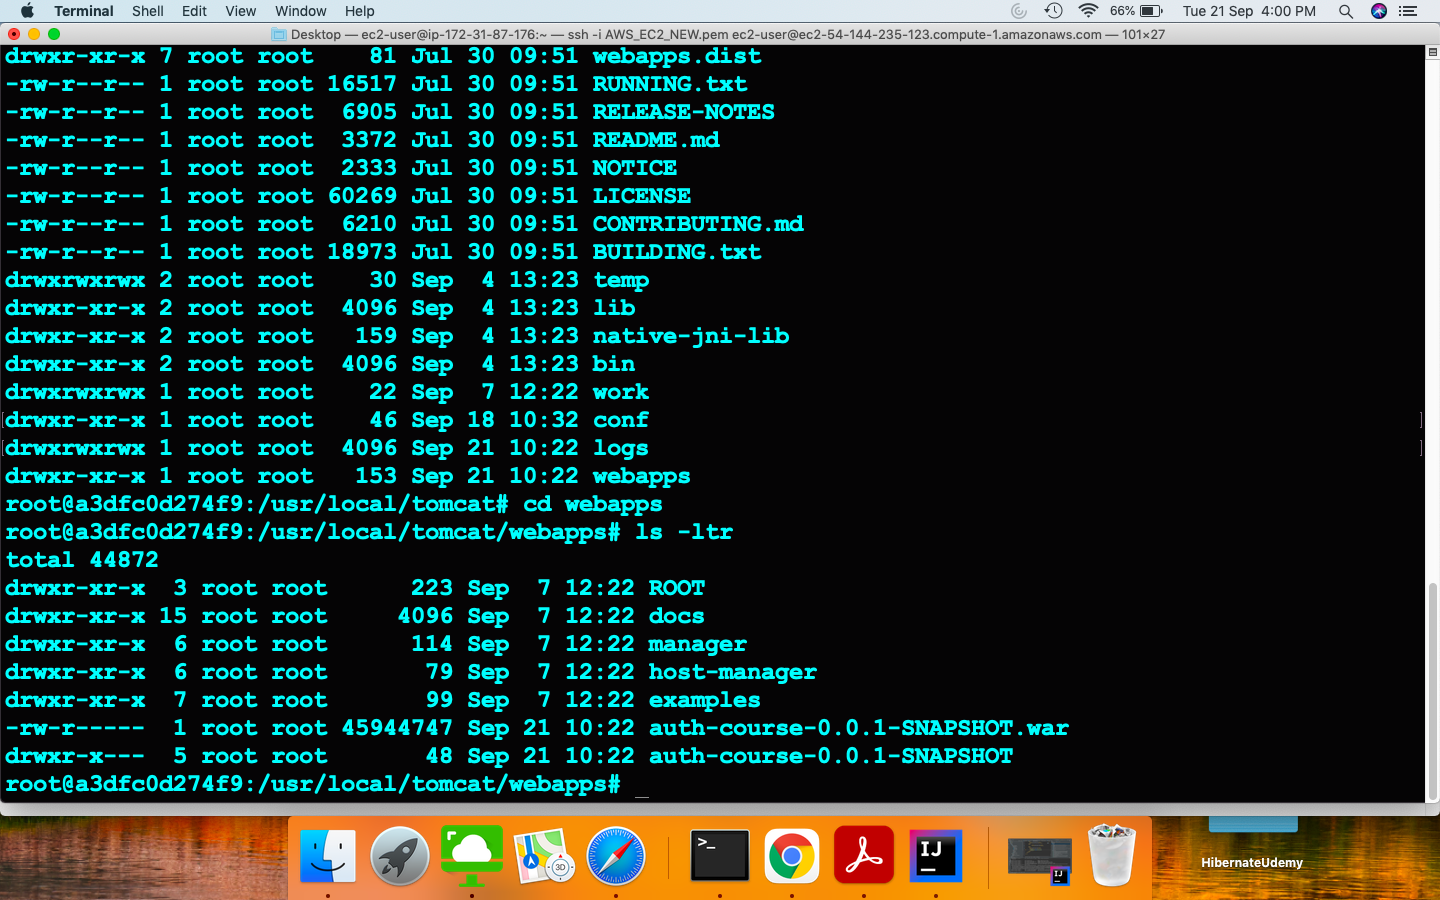 Terminal Shell Edit View Window Help 66% Tue 21 Sep 4:00 PM
Desktop — ec2-user@ip-172-31-87-176:~ — ssh -i AWS_EC2_NEW.pem ec2-user@ec2-54-144-235-123.compute-1.amazonaws.com — 101×27
drwxr-xr-x 7 root root    81 Jul 30 09:51 webapps.dist
-rw-r--r-- 1 root root 16517 Jul 30 09:51 RUNNING.txt
-rw-r--r-- 1 root root  6905 Jul 30 09:51 RELEASE-NOTES
-rw-r--r-- 1 root root  3372 Jul 30 09:51 README.md
-rw-r--r-- 1 root root  2333 Jul 30 09:51 NOTICE
-rw-r--r-- 1 root root 60269 Jul 30 09:51 LICENSE
-rw-r--r-- 1 root root  6210 Jul 30 09:51 CONTRIBUTING.md
-rw-r--r-- 1 root root 18973 Jul 30 09:51 BUILDING.txt
drwxrwxrwx 2 root root    30 Sep  4 13:23 temp
drwxr-xr-x 2 root root  4096 Sep  4 13:23 lib
drwxr-xr-x 2 root root   159 Sep  4 13:23 native-jni-lib
drwxr-xr-x 2 root root  4096 Sep  4 13:23 bin
drwxrwxrwx 1 root root    22 Sep  7 12:22 work
drwxr-xr-x 1 root root    46 Sep 18 10:32 conf
drwxrwxrwx 1 root root  4096 Sep 21 10:22 logs
drwxr-xr-x 1 root root   153 Sep 21 10:22 webapps
root@a3dfc0d274f9:/usr/local/tomcat# cd webapps
root@a3dfc0d274f9:/usr/local/tomcat/webapps# ls -ltr
total 44872
drwxr-xr-x  3 root root      223 Sep  7 12:22 ROOT
drwxr-xr-x 15 root root     4096 Sep  7 12:22 docs
drwxr-xr-x  6 root root      114 Sep  7 12:22 manager
drwxr-xr-x  6 root root       79 Sep  7 12:22 host-manager
drwxr-xr-x  7 root root       99 Sep  7 12:22 examples
-rw-r-----  1 root root 45944747 Sep 21 10:22 auth-course-0.0.1-SNAPSHOT.war
drwxr-x---  5 root root       48 Sep 21 10:22 auth-course-0.0.1-SNAPSHOT
root@a3dfc0d274f9:/usr/local/tomcat/webapps# _
3D
>_
IJ
IJ
HibernateUdemy